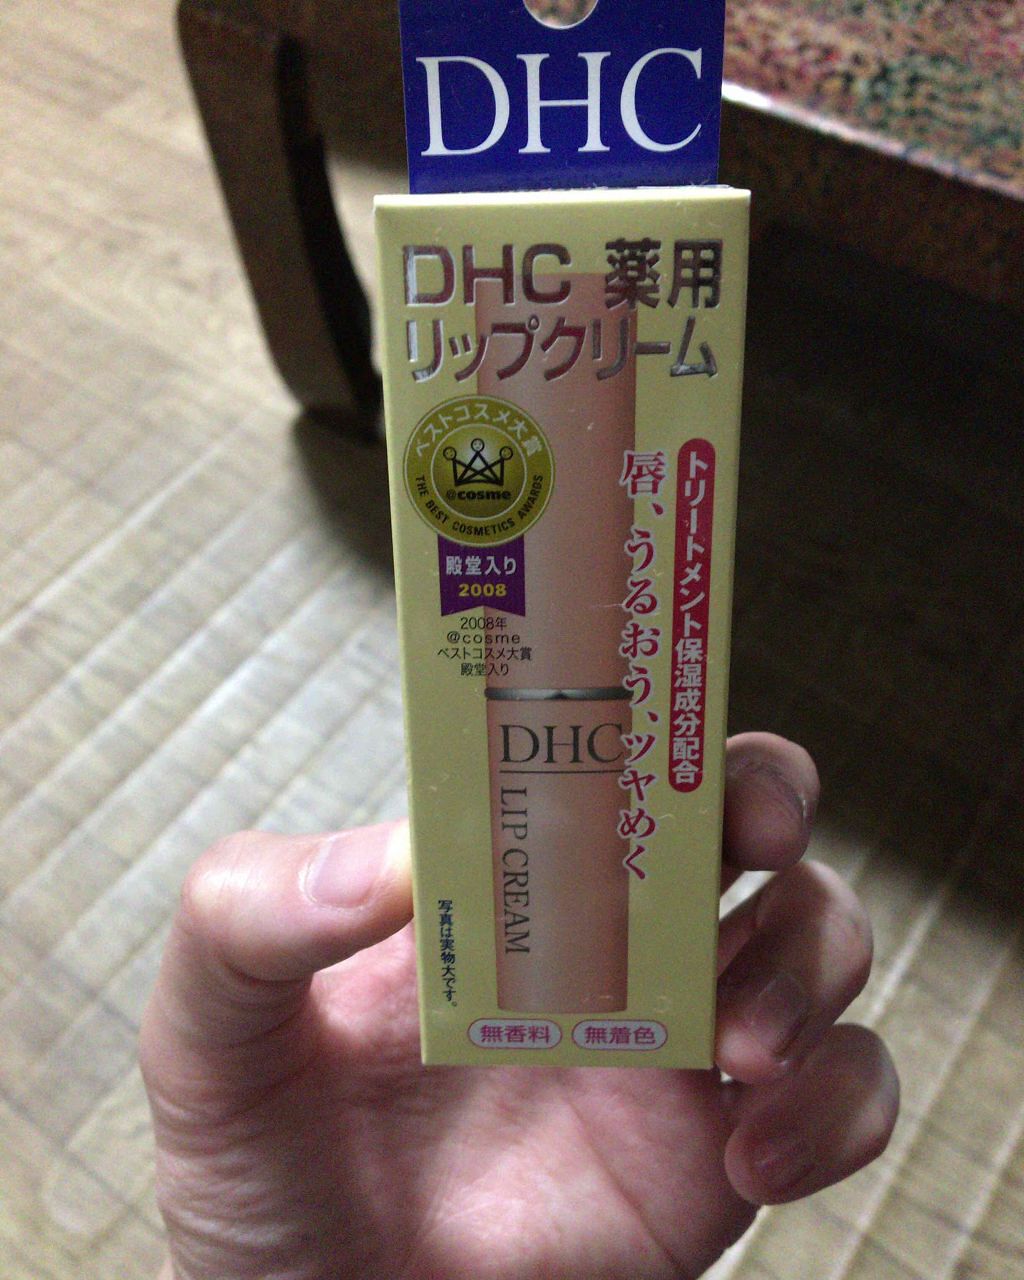 DHC
DHC 薬用
リップクリーム
ベストコスメ大賞
@cosme
THE BEST COSMETICS AWARDS
殿堂入り
2008
2008年
@cosme
ベストコスメ大賞
殿堂入り
トリートメント保湿成分配合
唇、うるおう、ツヤめく
DHC
LIP CREAM
写真は実物大です。
無香料
無着色